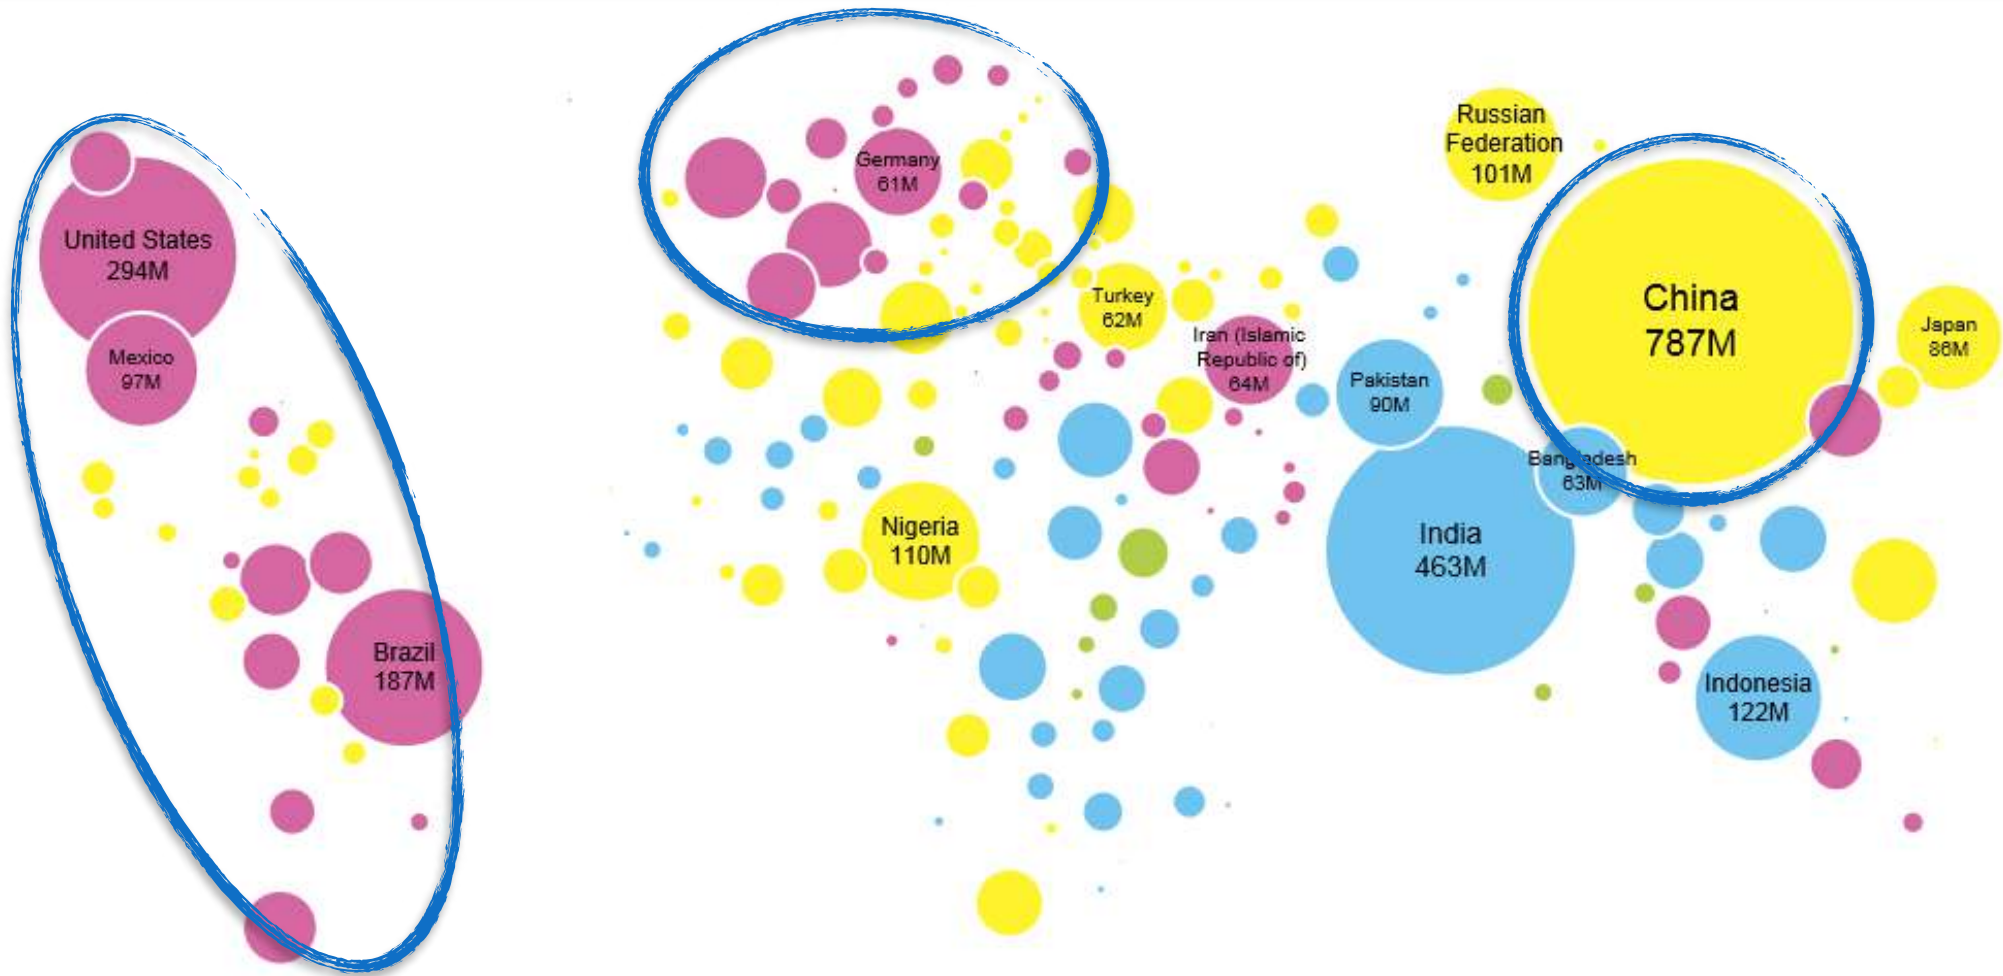 United States
294M
Mexico
97M
Brazil
187M
Germany
61M
Turkey
62M
Iran (Islamic
Republic of)
64M
Nigeria
110M
Russian
Federation
101M
Pakistan
90M
India
463M
Bangladesh
63M
China
787M
Japan
86M
Indonesia
122M